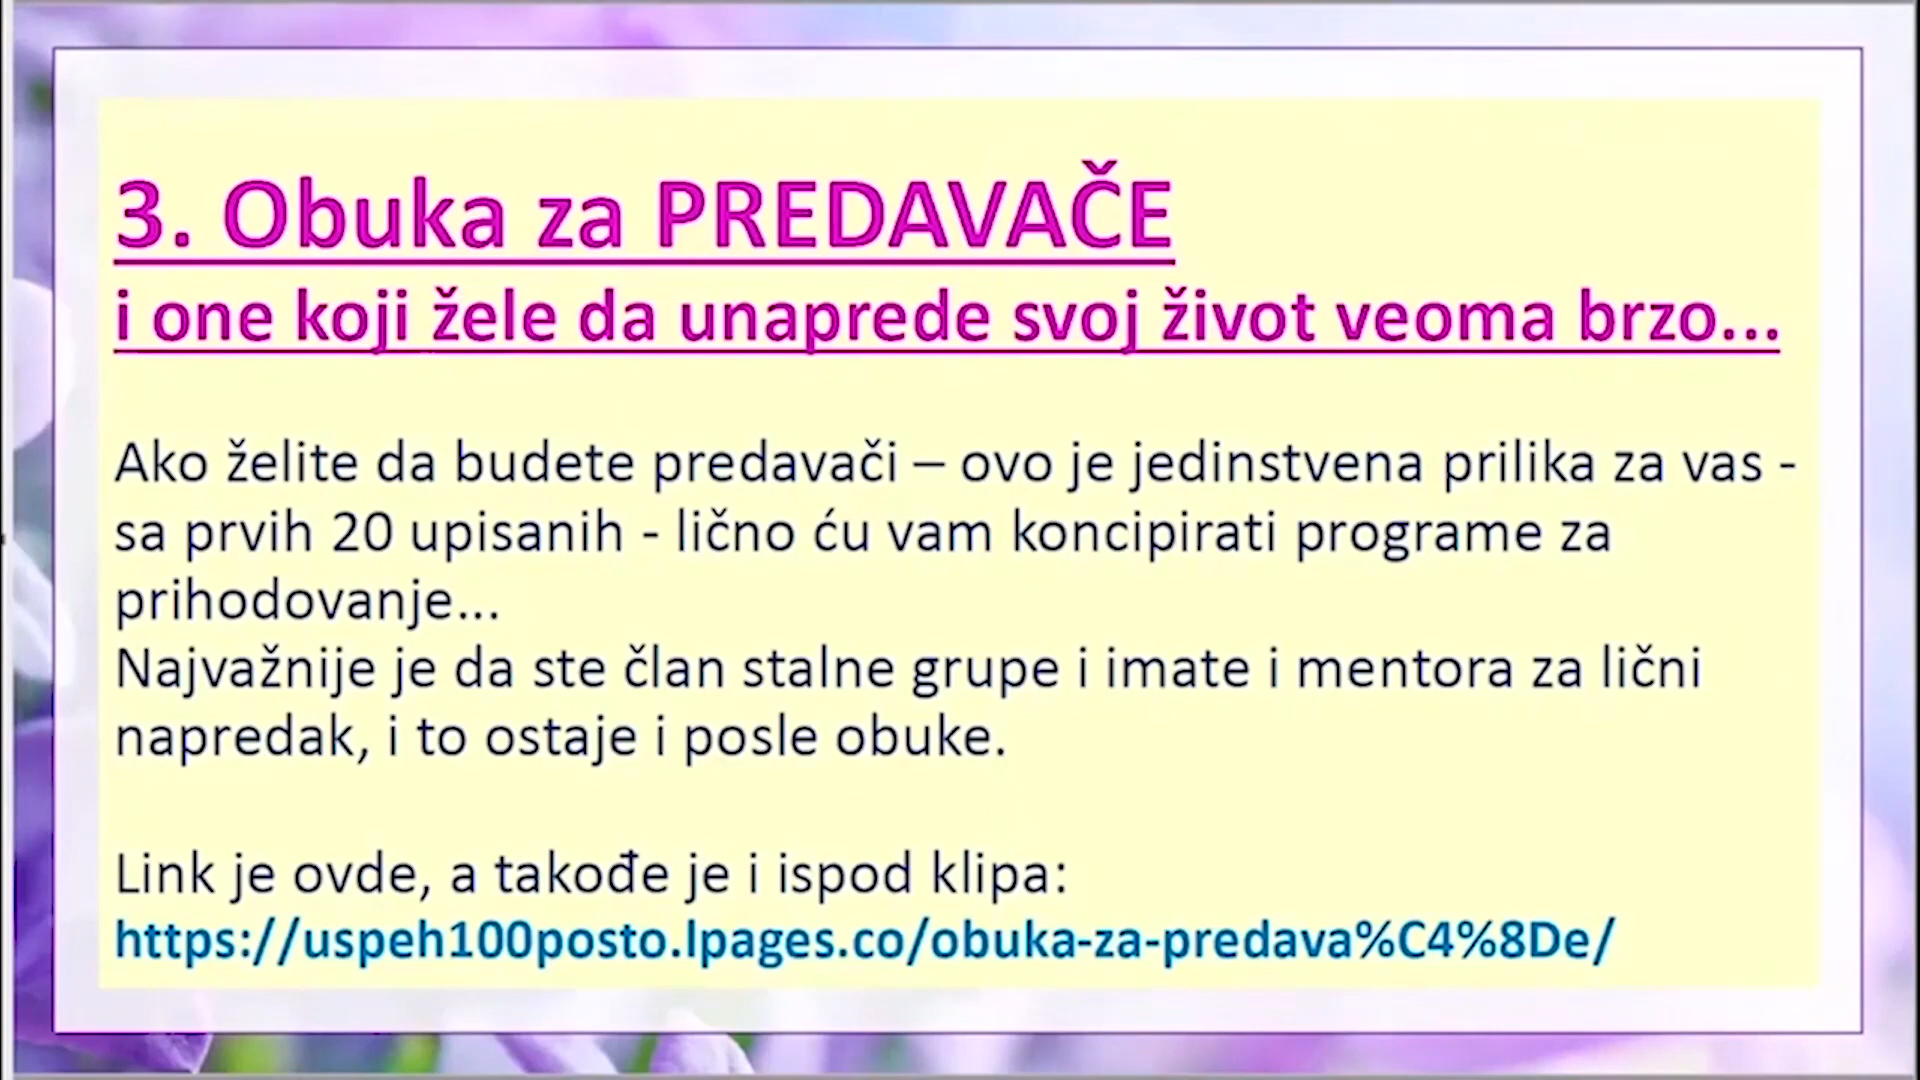 3. Obuka za PREDAVAČE
i one koji žele da unaprede svoj život veoma brzo...
Ako želite da budete predavači – ovo je jedinstvena prilika za vas -
sa prvih 20 upisanih - lično ću vam koncipirati programe za
prihodovanje...
Najvažnije je da ste član stalne grupe i imate i mentora za lični
napredak, i to ostaje i posle obuke.
Link je ovde, a takođe je i ispod klipa:
https://uspeh100posto.lpages.co/obuka-za-predava%C4%8De/